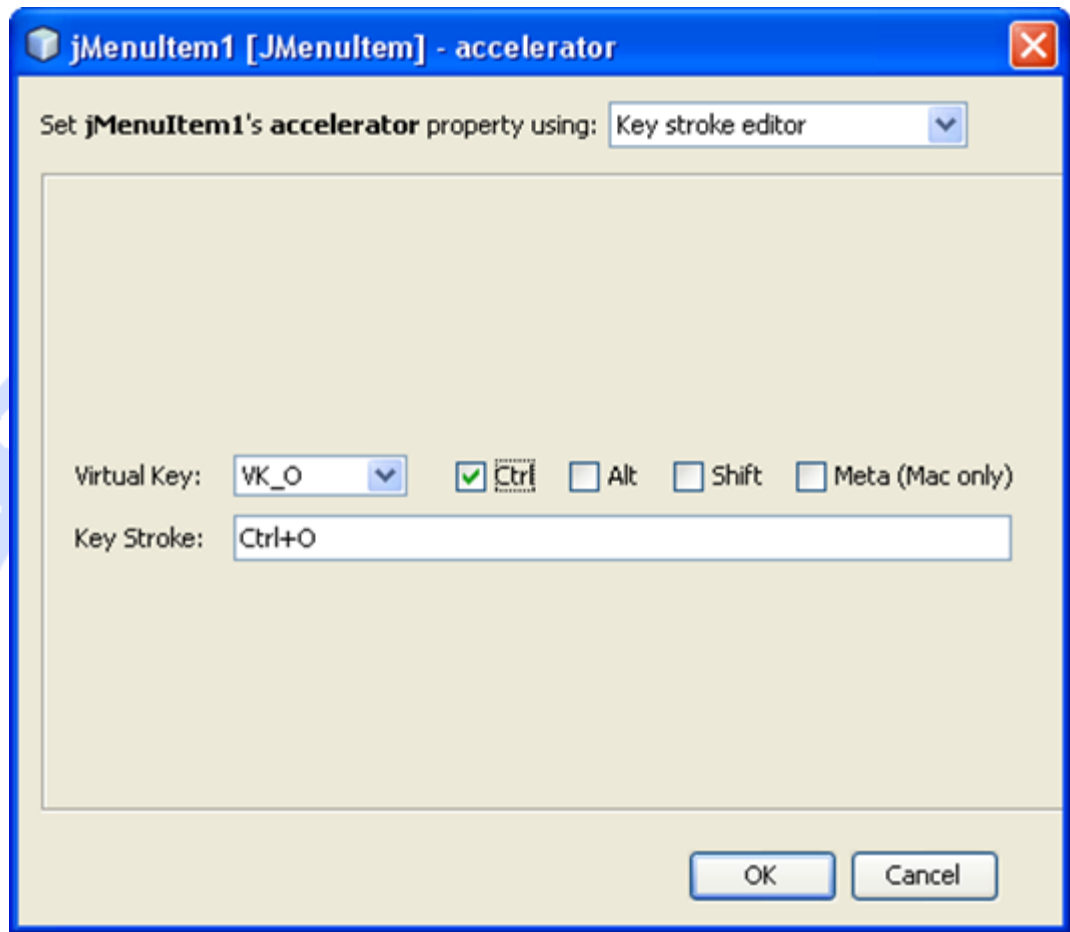 jMenuItem1 [JMenuItem] - accelerator
Set jMenuItem1's accelerator property using: Key stroke editor
Virtual Key: VK_O Ctrl Alt Shift Meta (Mac only)
Key Stroke: Ctrl+O
OK Cancel